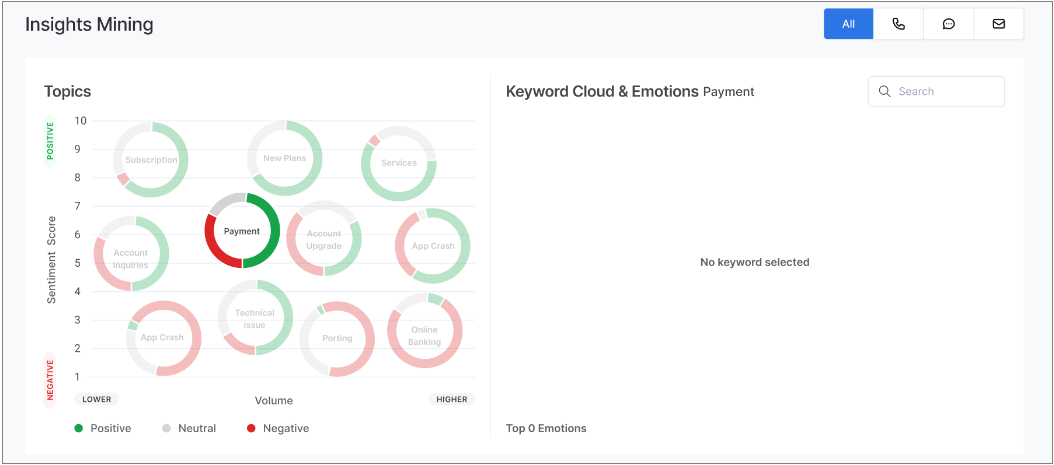 Insights Mining
All
Topics
Keyword Cloud & Emotions Payment
Search
POSITIVE
10
9
8
7
6
5
4
3
2
1
Sentiment Score
NEGATIVE
Subscription
New Plans
Services
Payment
Account
Upgrade
App Crash
Account
Inquiries
App Crash
Technical
Issue
Porting
Online
Banking
No keyword selected
LOWER
Volume
HIGHER
Positive
Neutral
Negative
Top 0 Emotions